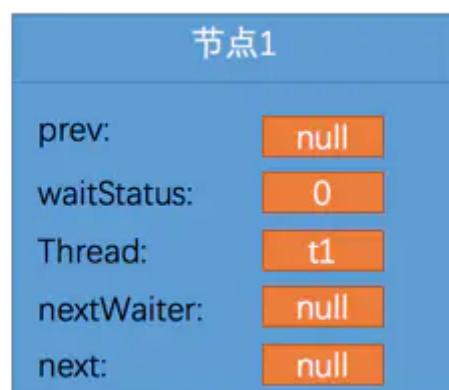 节点1
prev: null
waitStatus: 0
Thread: t1
nextWaiter: null
next: null